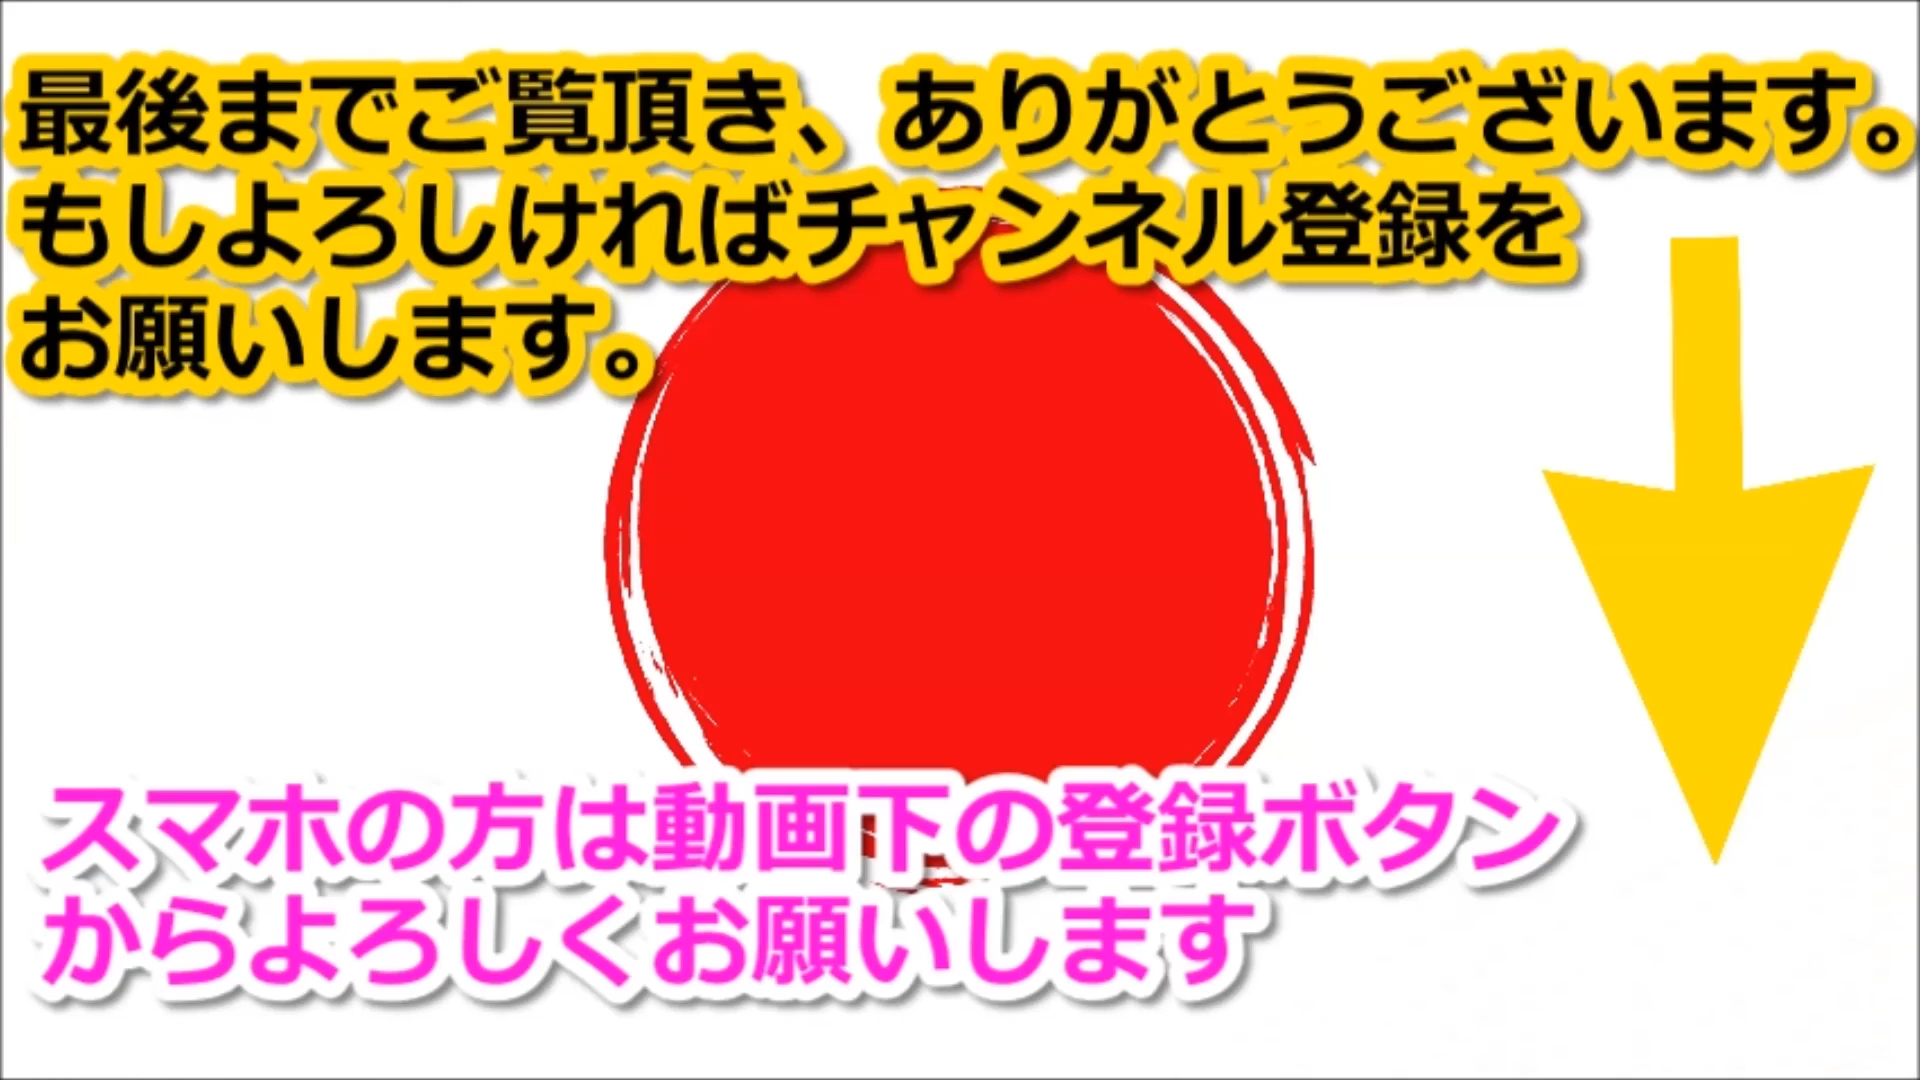 最後までご覧頂き、ありがとうございます。
もしよろしければチャンネル登録を
お願いします。
スマホの方は動画下の登録ボタン
からよろしくお願いします